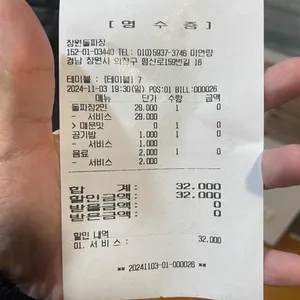 [영 수 증]
창원돌파장
152-01-03440 TEL: 010)5937-3746 이연랑
경남 창원시 의창구 평산로159번길 16
테이블 : [테이블] 7
2024-11-03 19:30(일) POS:01 BILL:000026
메뉴 단가 수량 금액
돌파장2인 29,000 1 0
- 서비스 29,000
> 매운맛 0 1 0
공기밥 1,000 1 0
- 서비스 1,000
음료 2,000 1 0
- 서비스 2,000
합 계: 32,000
할인금액: 32,000
받을금액: 0
받은금액: 0
할인 내역
01. 서비스: 32,000
** 20241103-01-000026 **